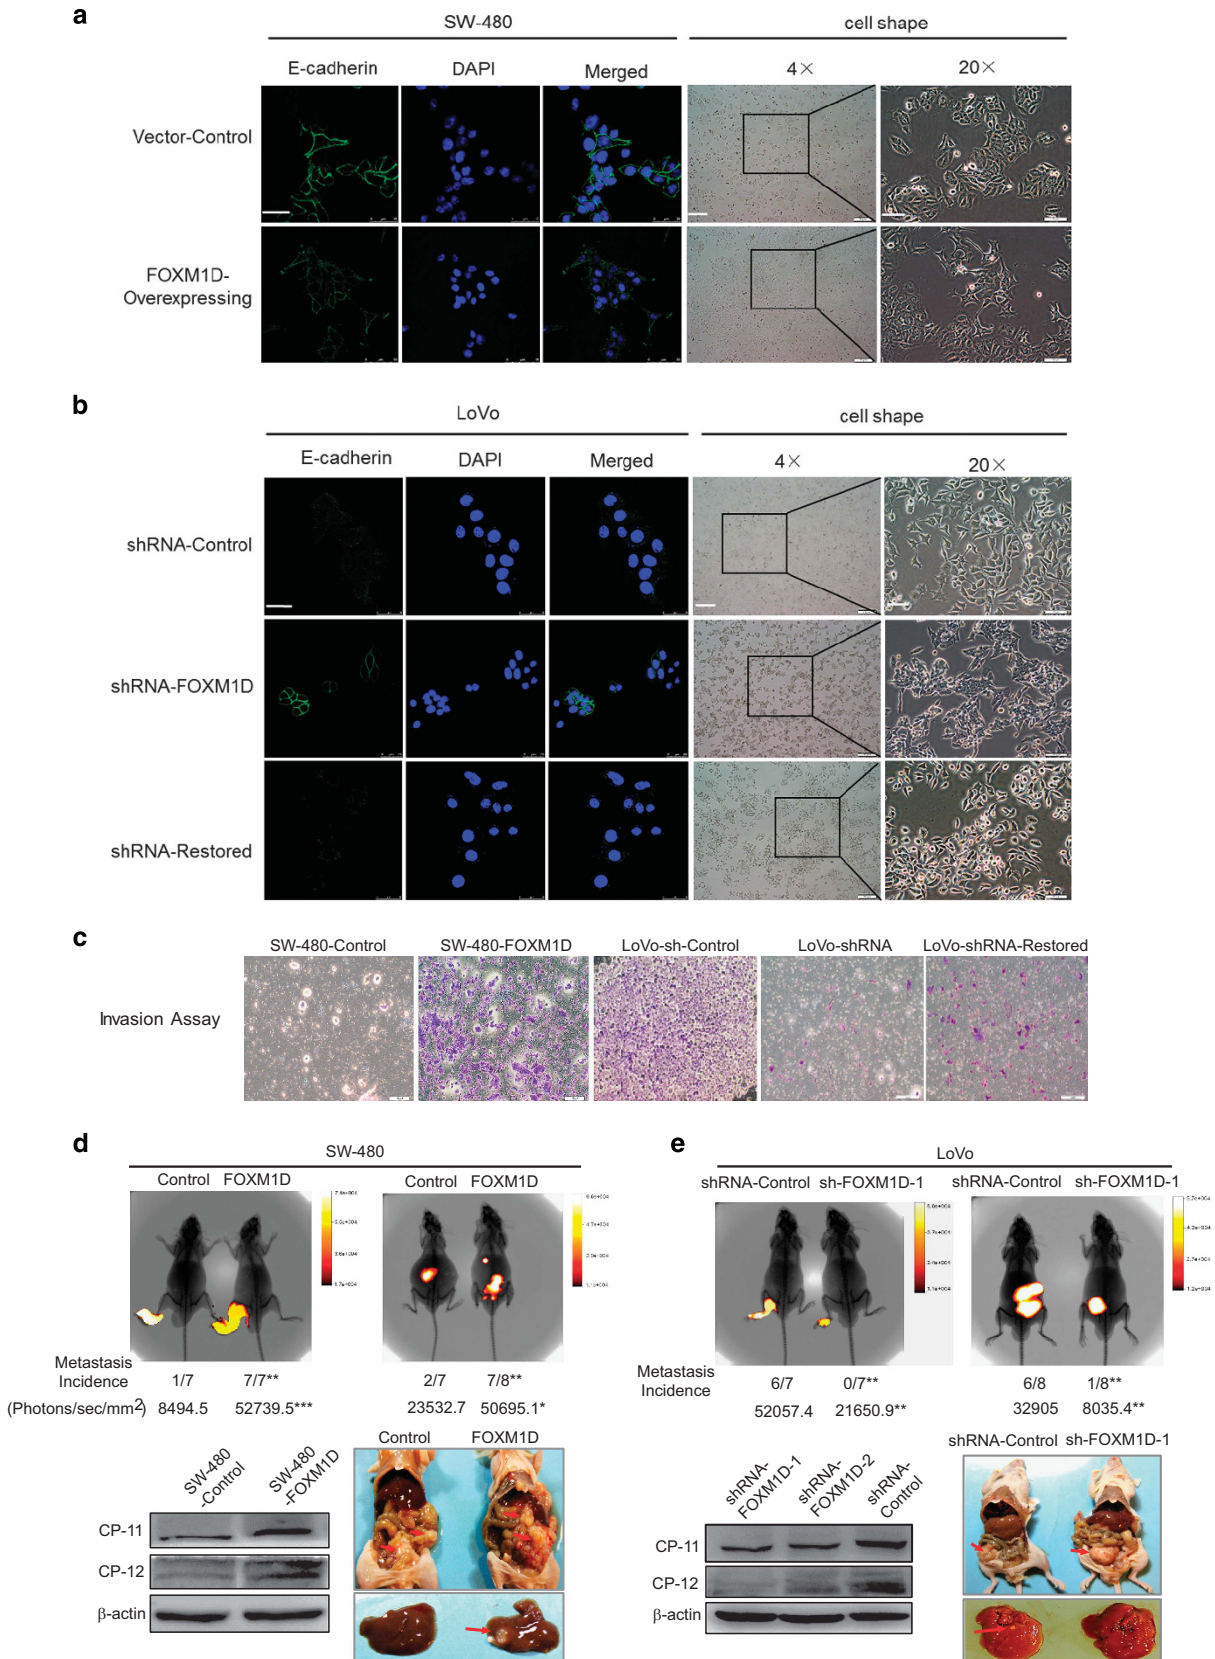 a
SW-480
cell shape
E-cadherin
DAPI
Merged
4×
20×
Vector-Control
FOXM1D-
Overexpressing
b
LoVo
cell shape
E-cadherin
DAPI
Merged
4×
20×
shRNA-Control
shRNA-FOXM1D
shRNA-Restored
c
SW-480-Control
SW-480-FOXM1D
LoVo-sh-Control
LoVo-shRNA
LoVo-shRNA-Restored
Invasion Assay
d
SW-480
Control FOXM1D
Control FOXM1D
Metastasis
Incidence
1/7 7/7**
2/7 7/8**
(Photons/sec/mm2)
8494.5 52739.5***
23532.7 50695.1*
SW-480
-Control
SW-480
-FOXM1D
CP-11
CP-12
β-actin
Control FOXM1D
e
LoVo
shRNA-Control sh-FOXM1D-1
shRNA-Control sh-FOXM1D-1
Metastasis
Incidence
6/7 0/7**
6/8 1/8**
52057.4 21650.9**
32905 8035.4**
shRNA-
FOXM1D-1
shRNA-
FOXM1D-2
shRNA-
Control
CP-11
CP-12
β-actin
shRNA-Control sh-FOXM1D-1